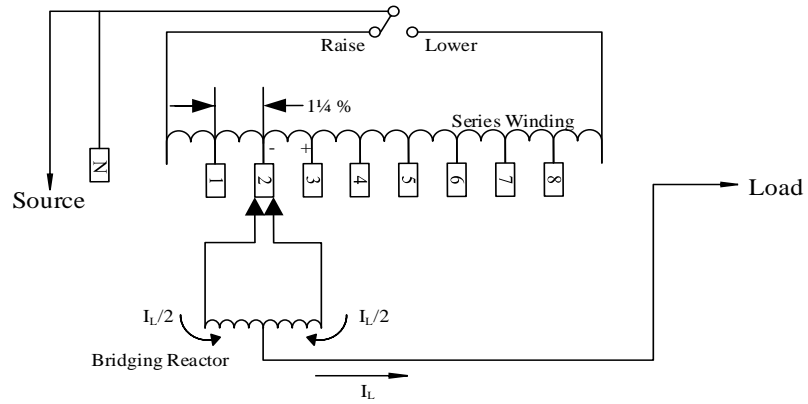 Raise
Lower
1¼ %
Series Winding
- +
N
1
2
3
4
5
6
7
8
Source
Load
I_L/2
I_L/2
Bridging Reactor
I_L